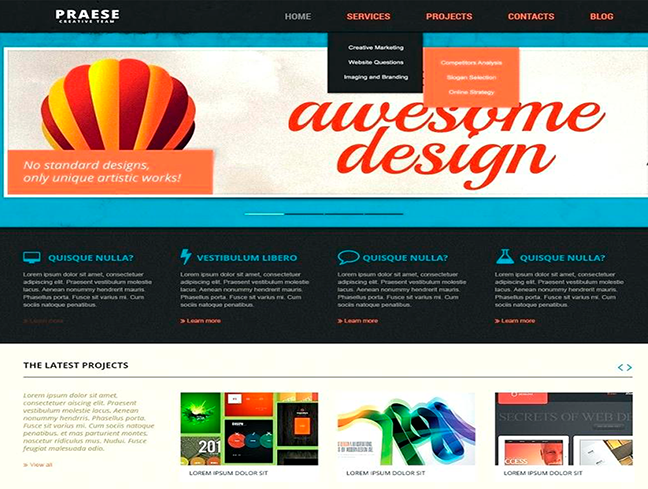 PRAESE
CREATIVE TEAM
HOME SERVICES PROJECTS CONTACTS BLOG
Creative Marketing
Website Questions
Imaging and Branding
Competitors Analysis
Slogan Selection
Online Strategy
awesome
design
No standard designs,
only unique artistic works!
QUISQUE NULLA?
Lorem ipsum dolor sit amet, consectetuer
adipiscing elit. Praesent vestibulum molestie
lacus. Aenean nonummy hendrerit mauris.
Phasellus porta. Fusce suscipit varius mi. Cum
sociis natoque penatibus.
» Learn more
VESTIBULUM LIBERO
Lorem ipsum dolor sit amet, consectetuer
adipiscing elit. Praesent vestibulum molestie
lacus. Aenean nonummy hendrerit mauris.
Phasellus porta. Fusce suscipit varius mi. Cum
sociis natoque penatibus.
» Learn more
QUISQUE NULLA?
Lorem ipsum dolor sit amet, consectetuer
adipiscing elit. Praesent vestibulum molestie
lacus. Aenean nonummy hendrerit mauris.
Phasellus porta. Fusce suscipit varius mi. Cum
sociis natoque penatibus.
» Learn more
QUISQUE NULLA?
Lorem ipsum dolor sit amet, consectetuer
adipiscing elit. Praesent vestibulum molestie
lacus. Aenean nonummy hendrerit mauris.
Phasellus porta. Fusce suscipit varius mi. Cum
sociis natoque penatibus.
» Learn more
THE LATEST PROJECTS
Lorem ipsum dolor sit amet,
consectetuer aiscing elit. Praesent
vestibulum molestie lacus. Aenean
nonummy hendrris mauris. Phasellus
porta. Fusce suscipit varius mi. Cum
sociis natoque penatibus
et mas parturient montes,
nascetur ridiculus mus. Nudui. Fusce
feugiat malesuada odio.
» View all
201
LOREM IPSUM DOLOR SIT
LOREM IPSUM DOLOR SIT
SECRETS OF WEB DE
CCESS
LOREM IPSUM DOLOR SIT